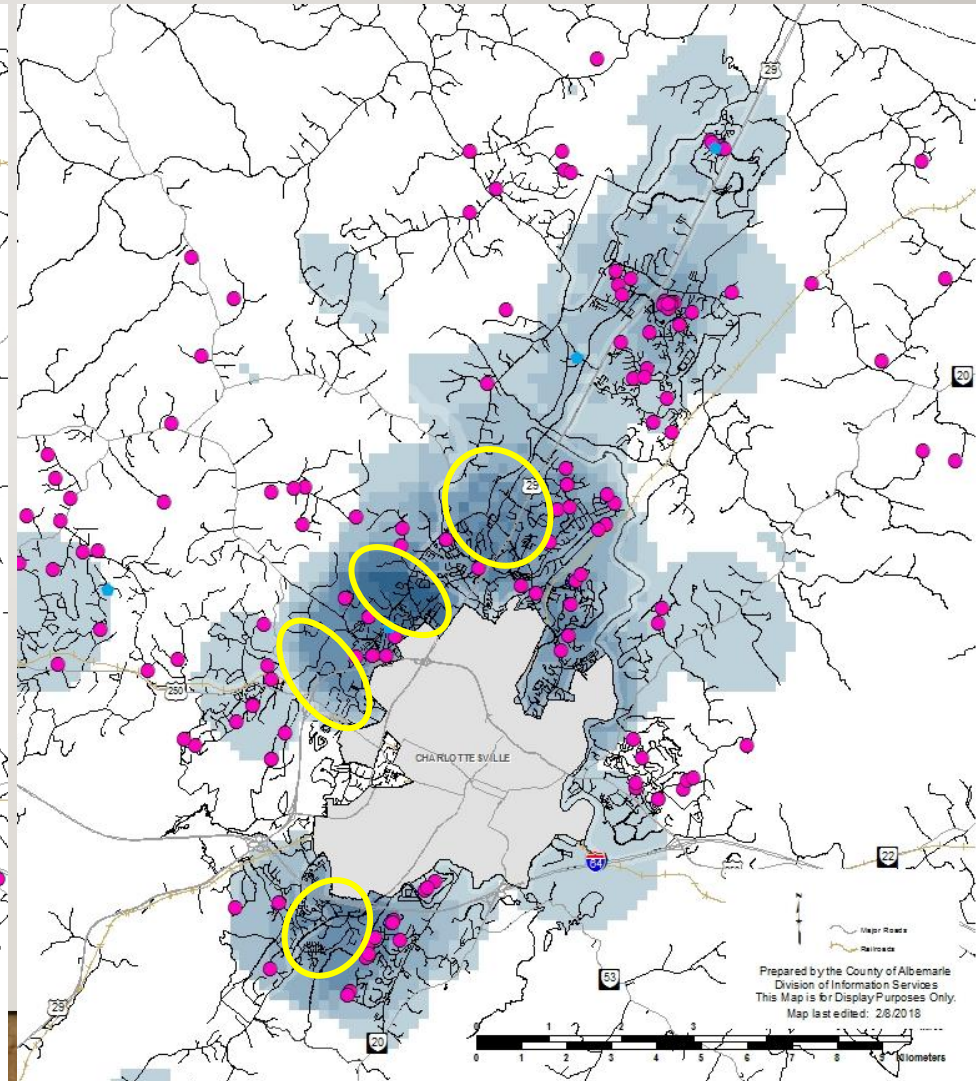 29
20
29
250
CHARLOTTESVILLE
64
22
N
Major Roads
Railroads
Prepared by the County of Albemarle
Division of Information Services
This Map is for Display Purposes Only.
Map last edited: 2/8/2018
53
29
20
0 1 2 3
0 1 2 3 4 5 6 7 8 9 Kilometers